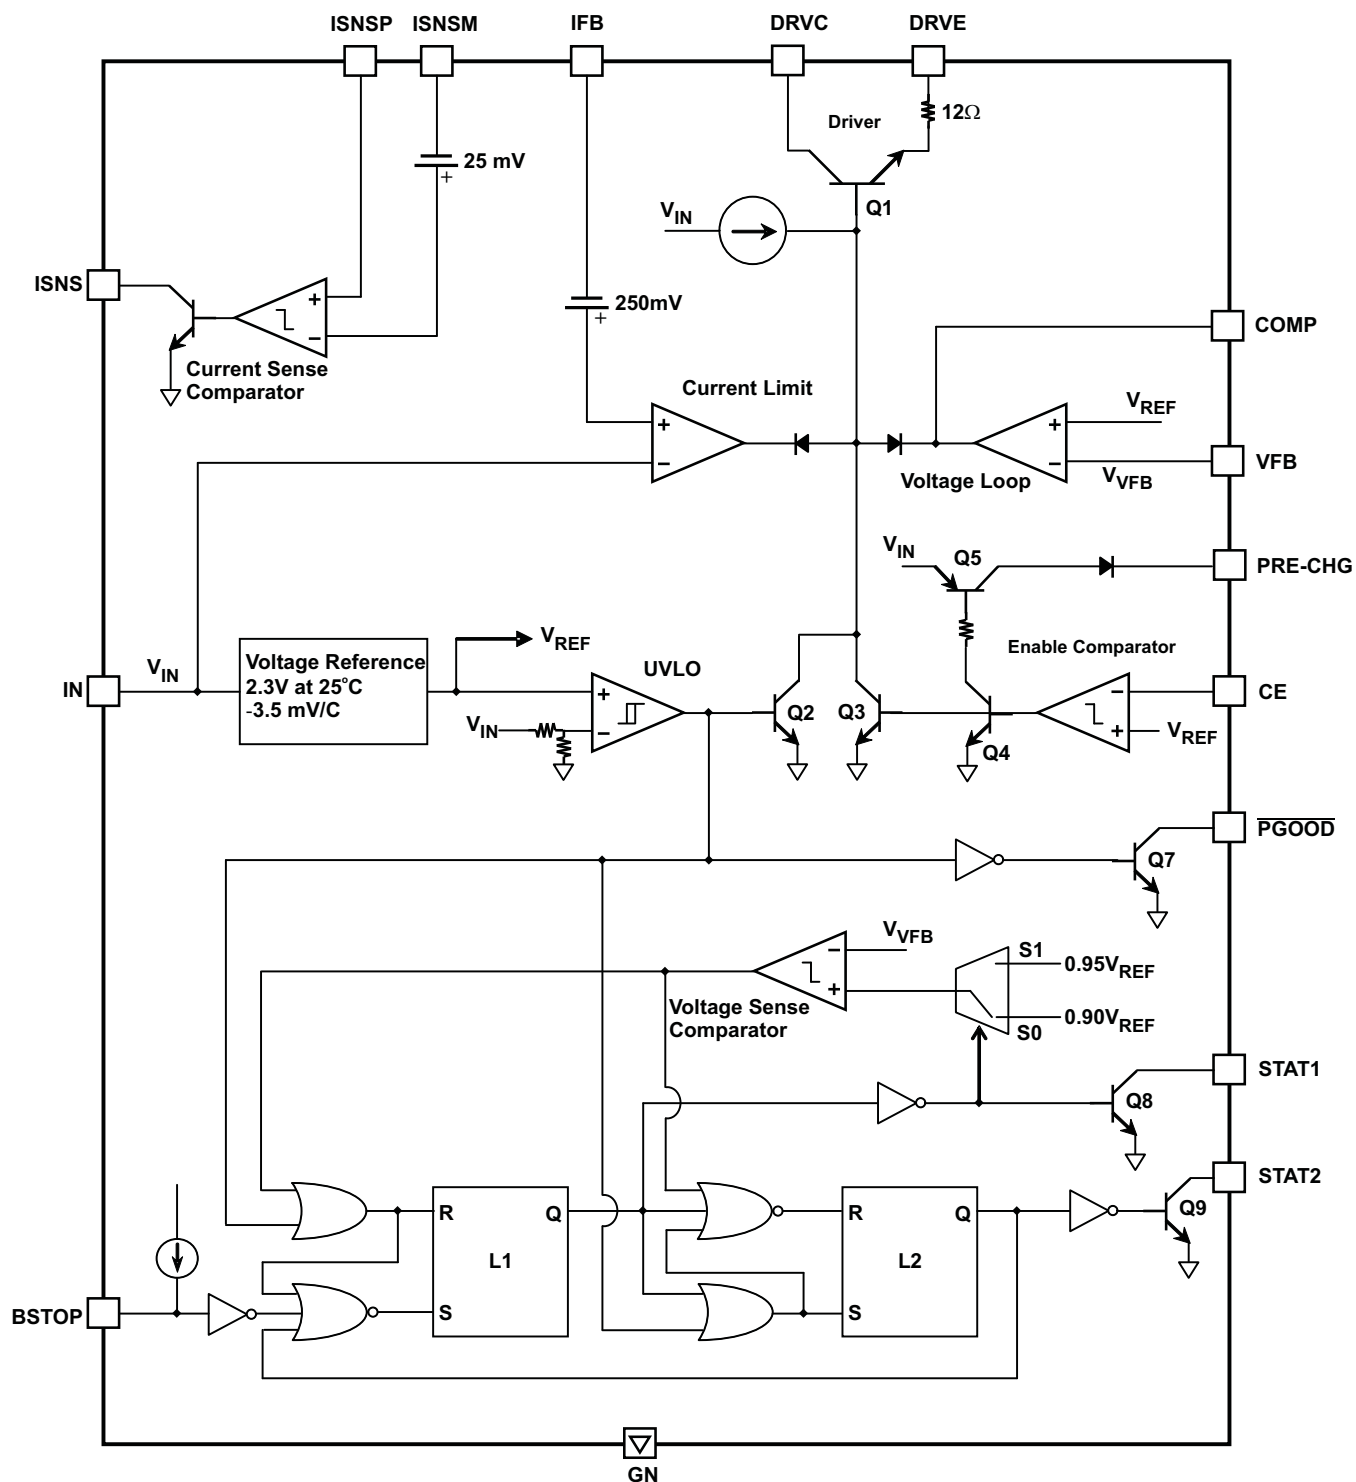 ISNSP ISNSM IFB DRVC DRVE
12Ω
Driver
25 mV
+
Q1
VIN
ISNS
250mV
+
+
−
COMP
Current Sense
Comparator
Current Limit
VREF
+
−
+
−
VFB
Voltage Loop
VVFB
VIN
Q5
PRE-CHG
VREF
Enable Comparator
UVLO
VIN
IN
Voltage Reference
2.3V at 25°C
-3.5 mV/C
+
−
VIN
Q2
Q3
Q4
−
+
CE
VREF
PGOOD
Q7
VVFB
−
+
S1
0.95VREF
Voltage Sense
Comparator
0.90VREF
S0
STAT1
Q8
STAT2
R
Q
R
Q
Q9
L1
L2
BSTOP
S
S
GN